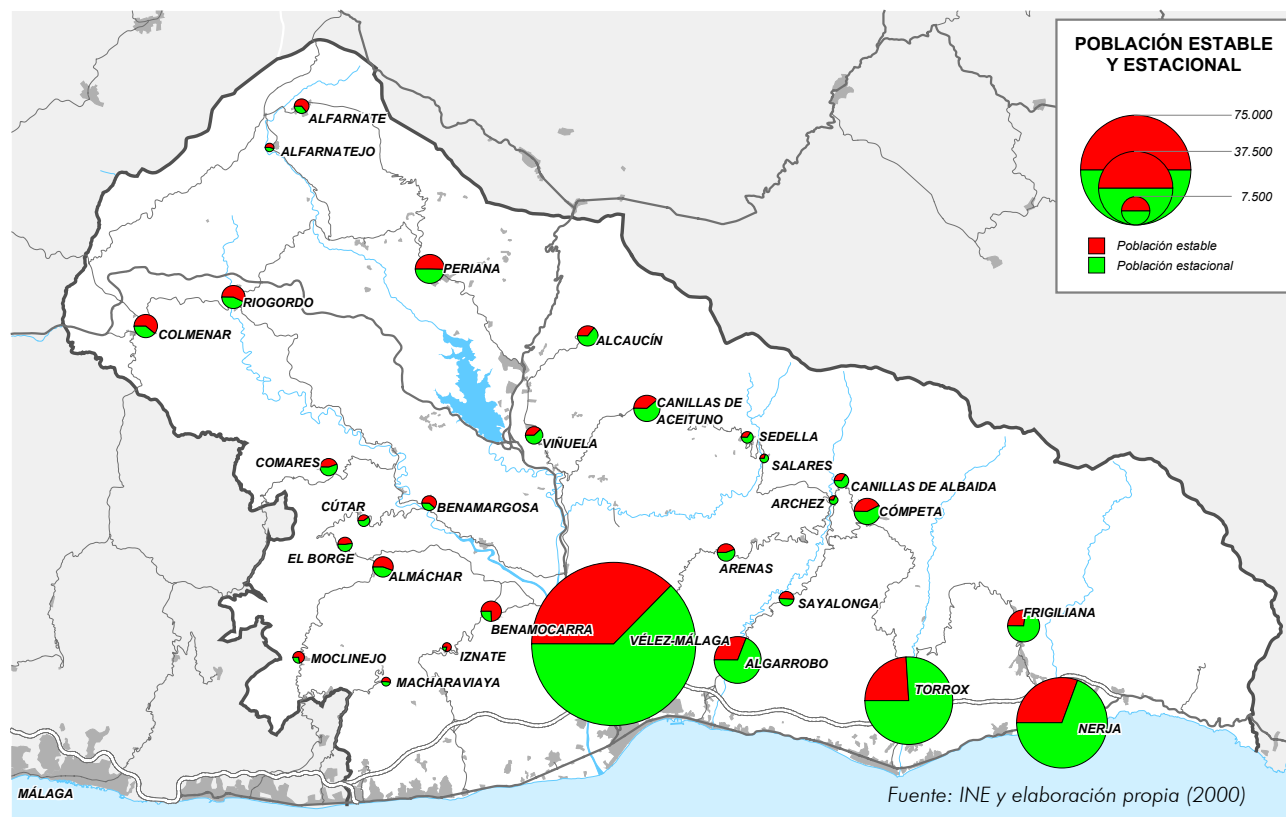 POBLACIÓN ESTABLE
Y ESTACIONAL
75.000
37.500
7.500
Población estable
Población estacional
ALFARNATE
ALFARNATEJO
PERIANA
RIOGORDO
COLMENAR
ALCAUCÍN
CANILLAS DE
ACEITUNO
VIÑUELA
SEDELLA
SALARES
COMARES
CANILLAS DE ALBAIDA
ARCHEZ
CÓMPETA
BENAMARGOSA
CÚTAR
EL BORGE
ALMÁCHAR
ARENAS
SAYALONGA
FRIGILIANA
BENAMOCARRA
VÉLEZ-MÁLAGA
IZNATE
MOCLINEJO
ALGARROBO
MACHARAVIAYA
TORROX
NERJA
MÁLAGA
Fuente: INE y elaboración propia (2000)